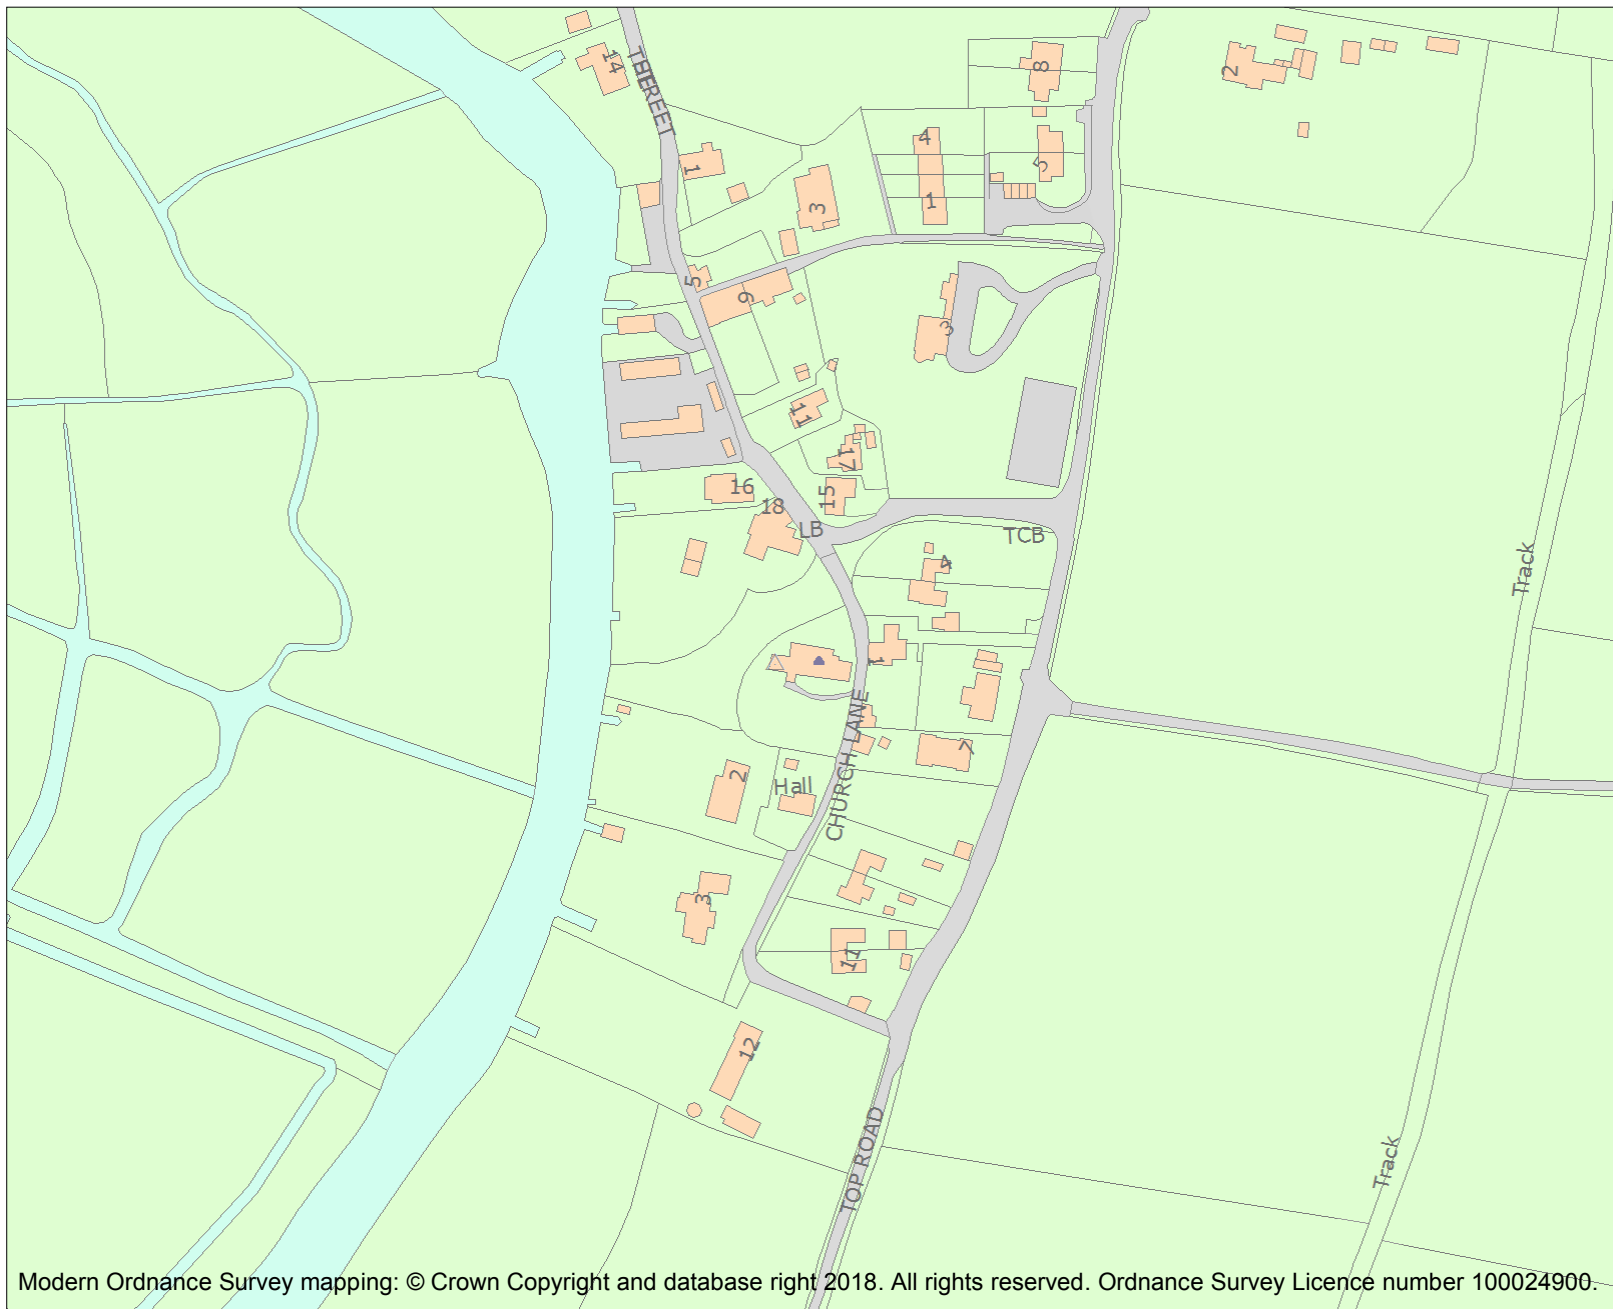 14
THE
STREET
8
2
1
4
5
3
1
5
9
3
11
17
15
16
18
LB
TCB
4
Track
1
CHURCH LANE
7
2
Hall
3
11
12
TOP ROAD
Track
Modern Ordnance Survey mapping: © Crown Copyright and database right 2018. All rights reserved. Ordnance Survey Licence number 100024900.